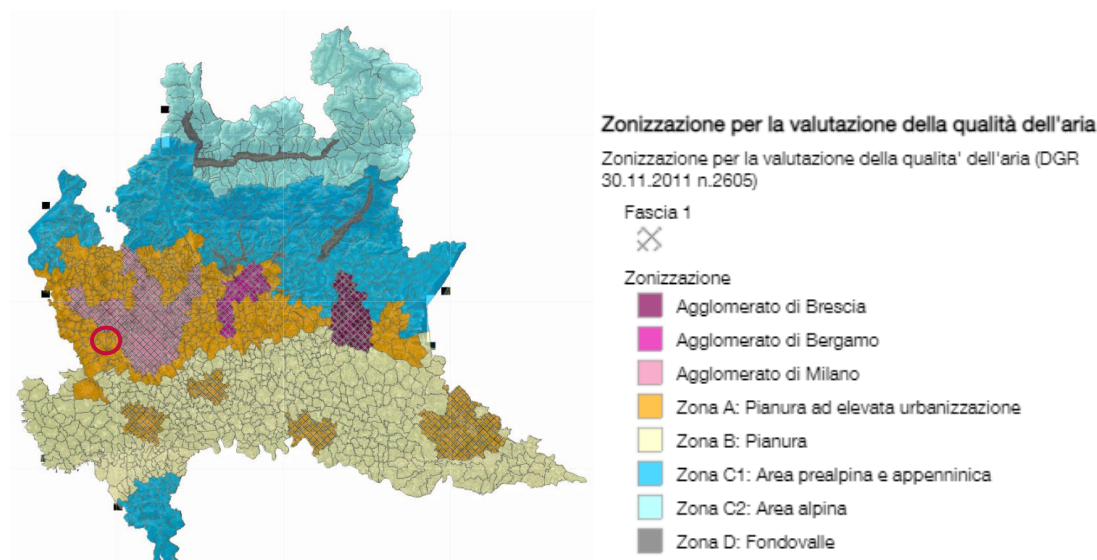 Zonizzazione per la valutazione della qualità dell'aria
Zonizzazione per la valutazione della qualita' dell'aria (DGR
30.11.2011 n.2605)
Fascia 1
Zonizzazione
Agglomerato di Brescia
Agglomerato di Bergamo
Agglomerato di Milano
Zona A: Pianura ad elevata urbanizzazione
Zona B: Pianura
Zona C1: Area prealpina e appenninica
Zona C2: Area alpina
Zona D: Fondovalle